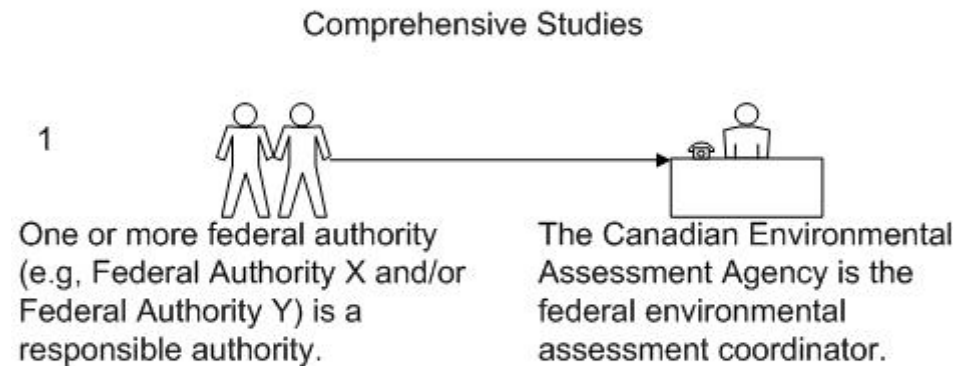 Comprehensive Studies
1
One or more federal authority
(e.g, Federal Authority X and/or
Federal Authority Y) is a
responsible authority.
The Canadian Environmental
Assessment Agency is the
federal environmental
assessment coordinator.